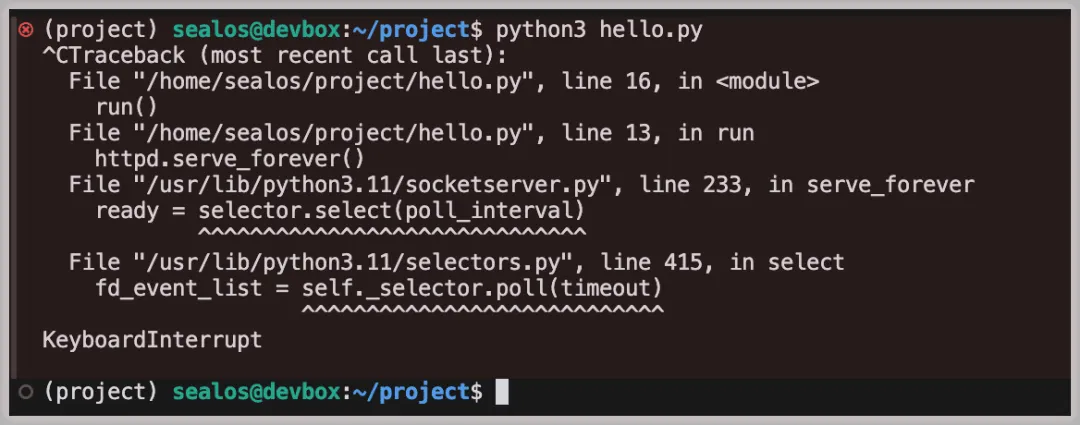 (project) sealos@devbox:~/project$ python3 hello.py
^CTraceback (most recent call last):
  File "/home/sealos/project/hello.py", line 16, in <module>
    run()
  File "/home/sealos/project/hello.py", line 13, in run
    httpd.serve_forever()
  File "/usr/lib/python3.11/socketserver.py", line 233, in serve_forever
    ready = selector.select(poll_interval)
            ^^^^^^^^^^^^^^^^^^^^^^^^^^^^^^
  File "/usr/lib/python3.11/selectors.py", line 415, in select
    fd_event_list = self._selector.poll(timeout)
                    ^^^^^^^^^^^^^^^^^^^^^^^^^^^^
KeyboardInterrupt
(project) sealos@devbox:~/project$